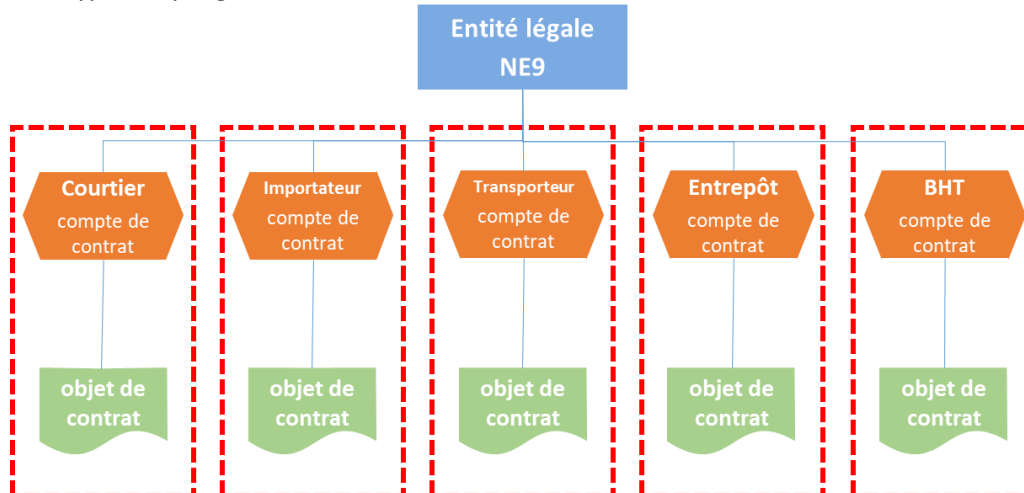 Entité légale
NE9
Courtier
compte de
contrat
Importateur
compte de
contrat
Transporteur
compte de
contrat
Entrepôt
compte de
contrat
BHT
compte de
contrat
objet de
contrat
objet de
contrat
objet de
contrat
objet de
contrat
objet de
contrat